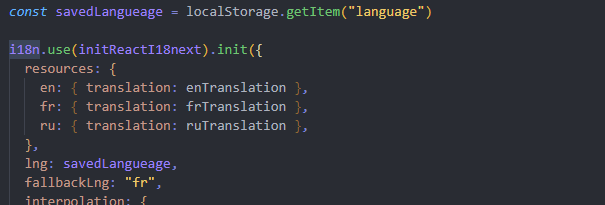 const savedLangueage = localStorage.getItem("language")
i18n.use(initReactI18next).init({
resources: {
en: { translation: enTranslation },
fr: { translation: frTranslation },
ru: { translation: ruTranslation },
},
lng: savedLangueage,
fallbackLng: "fr",
interpolation: {